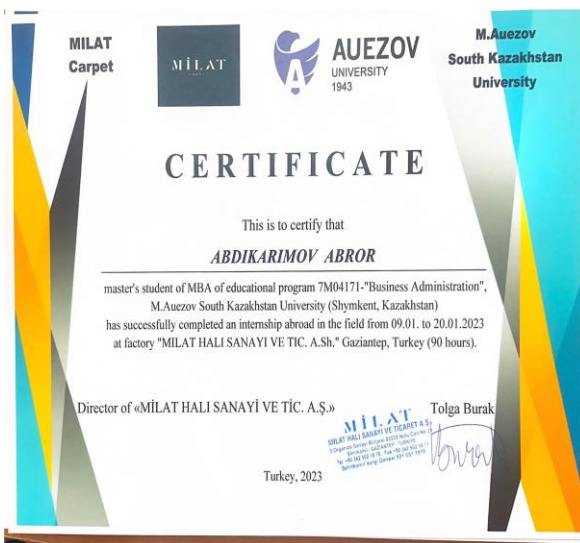 MILAT
Carpet
MİLAT
AUEZOV
UNIVERSITY
1943
M.Auezov
South Kazakhstan
University
CERTIFICATE
This is to certify that
ABDIKARIMOV ABROR
master's student of MBA of educational program 7M04171-"Business Administration",
M.Auezov South Kazakhstan University (Shymkent, Kazakhstan)
has successfully completed an internship abroad in the field from 09.01. to 20.01.2023
at factory "MILAT HALI SANAYI VE TIC. A.Sh." Gaziantep, Turkey (90 hours).
Director of «MİLAT HALI SANAYİ VE TİC. A.Ş.»
Tolga Burak
MİLAT
MİLAT HALI SANAYİ VE TİCARET A.Ş.
Turkey, 2023